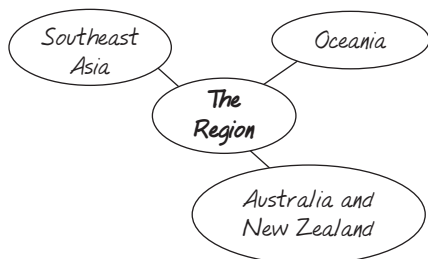 Southeast
Asia
Oceania
The
Region
Australia and
New Zealand